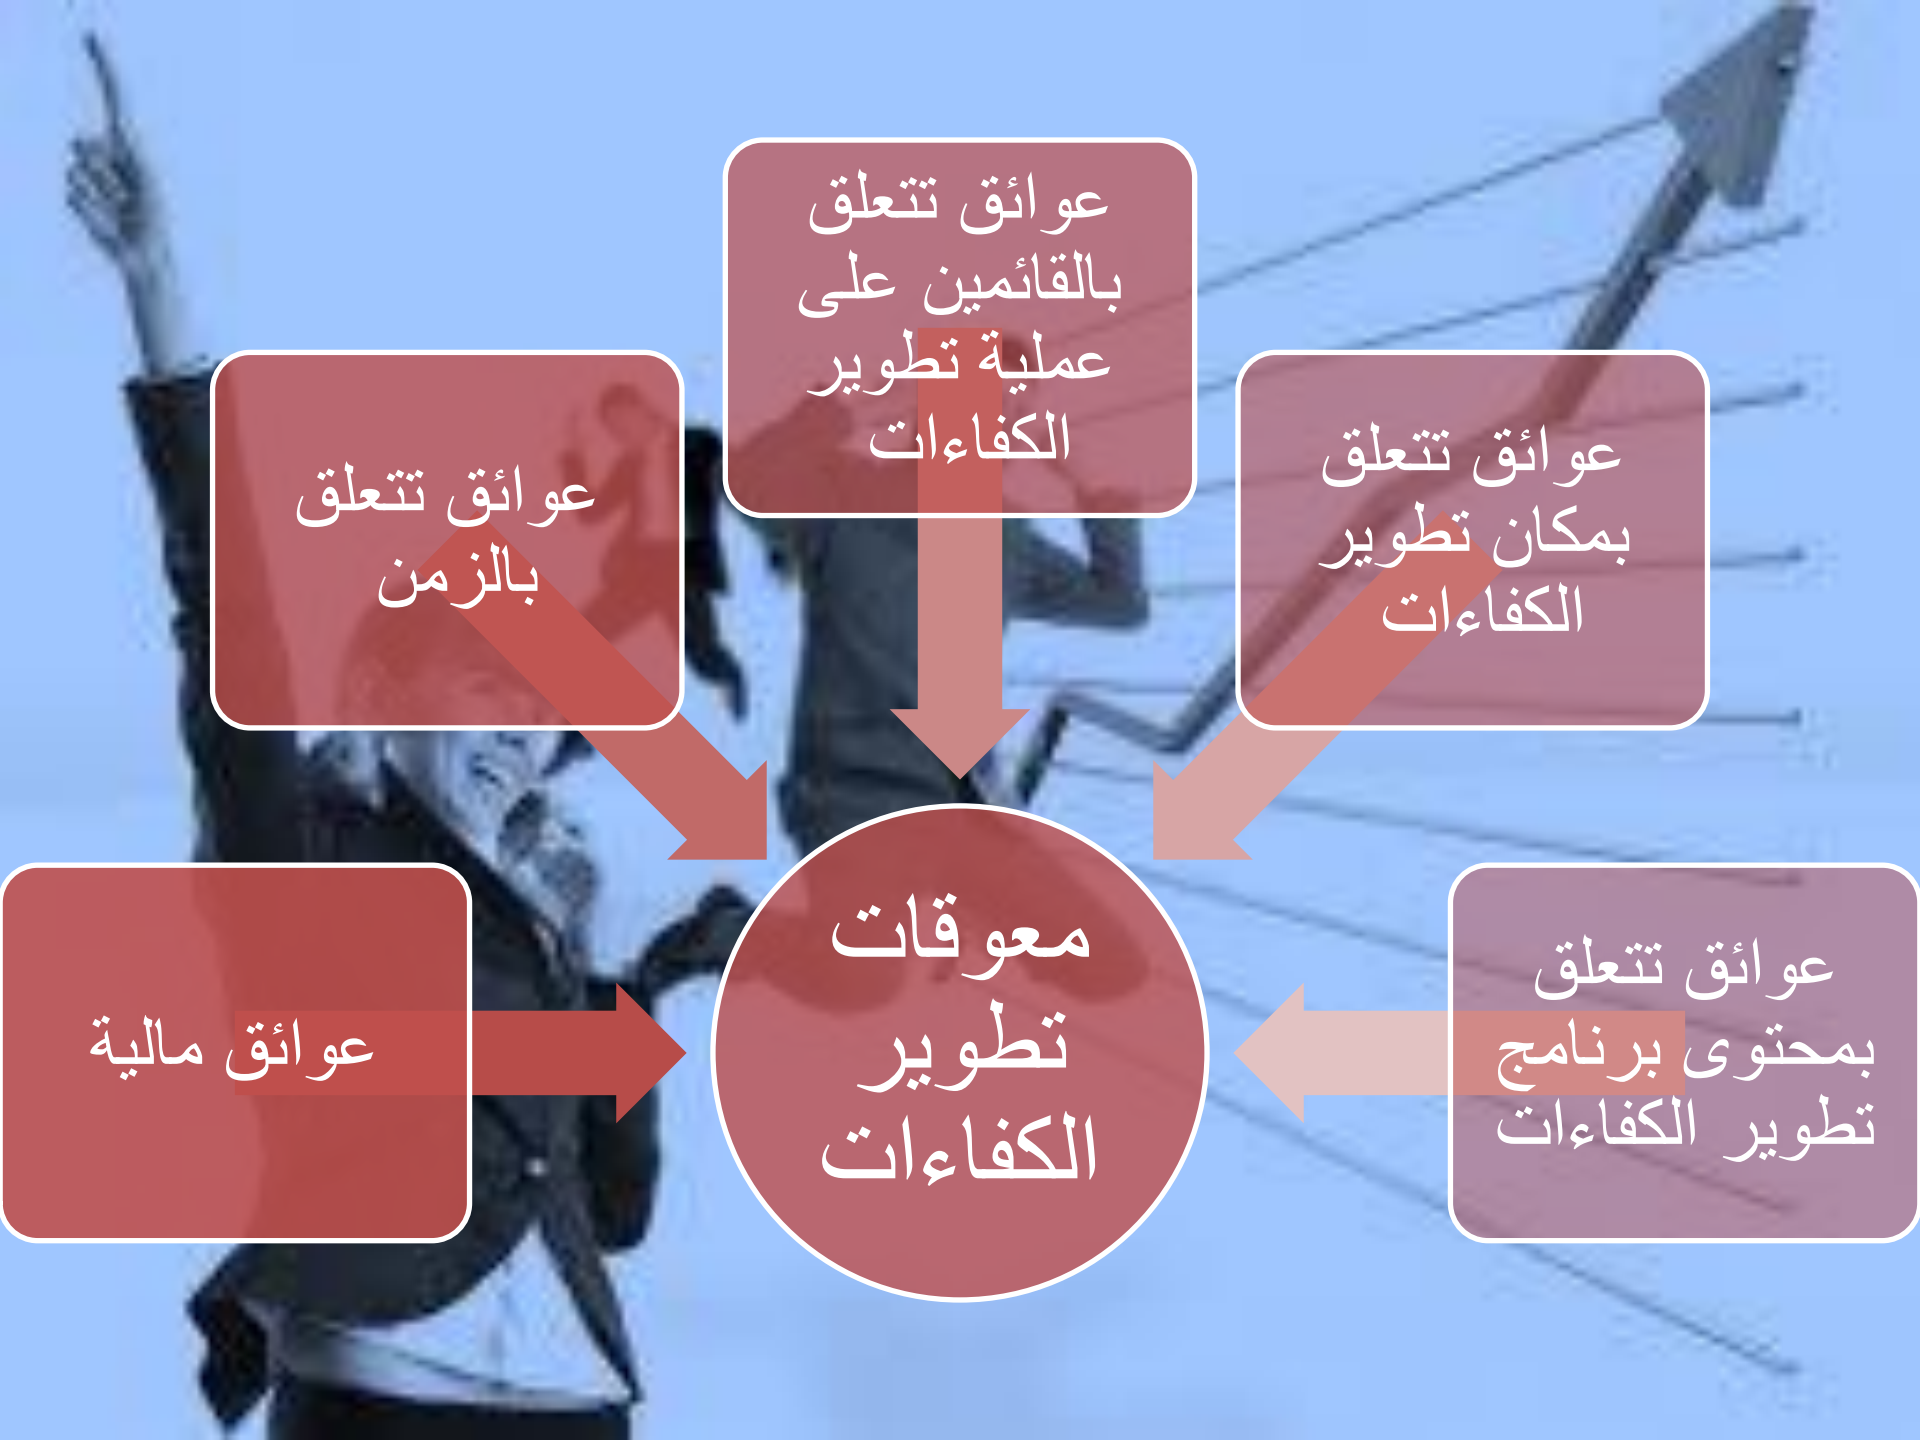 عوائق تتعلق
بالقائمين على
عملية تطوير
الكفاءات
عوائق تتعلق
بمكان تطوير
الكفاءات
عوائق تتعلق
بالزمن
عوائق تتعلق
بمحتوى برنامج
تطوير الكفاءات
معوقات
تطوير
الكفاءات
عوائق مالية